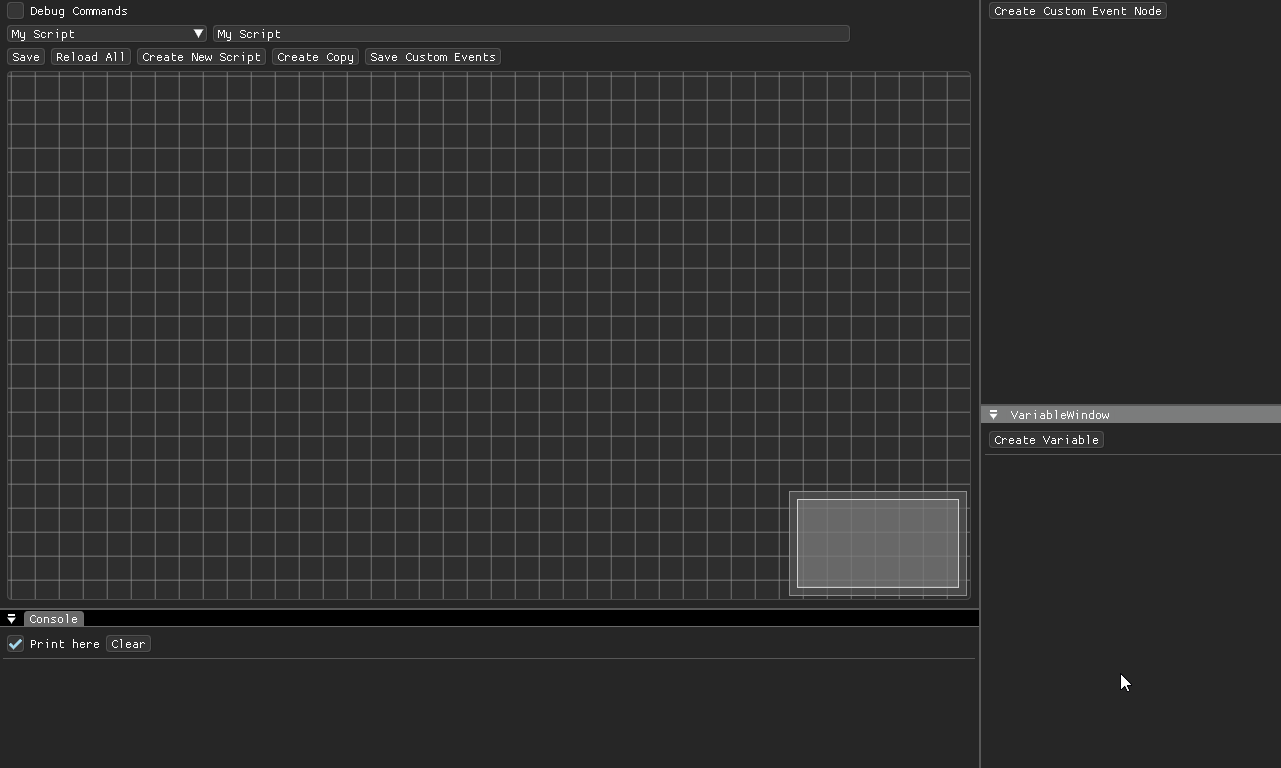 Debug Commands
My Script My Script
Save Reload All Create New Script Create Copy Save Custom Events
Create Custom Event Node
VariableWindow
Create Variable
Console
Print here Clear